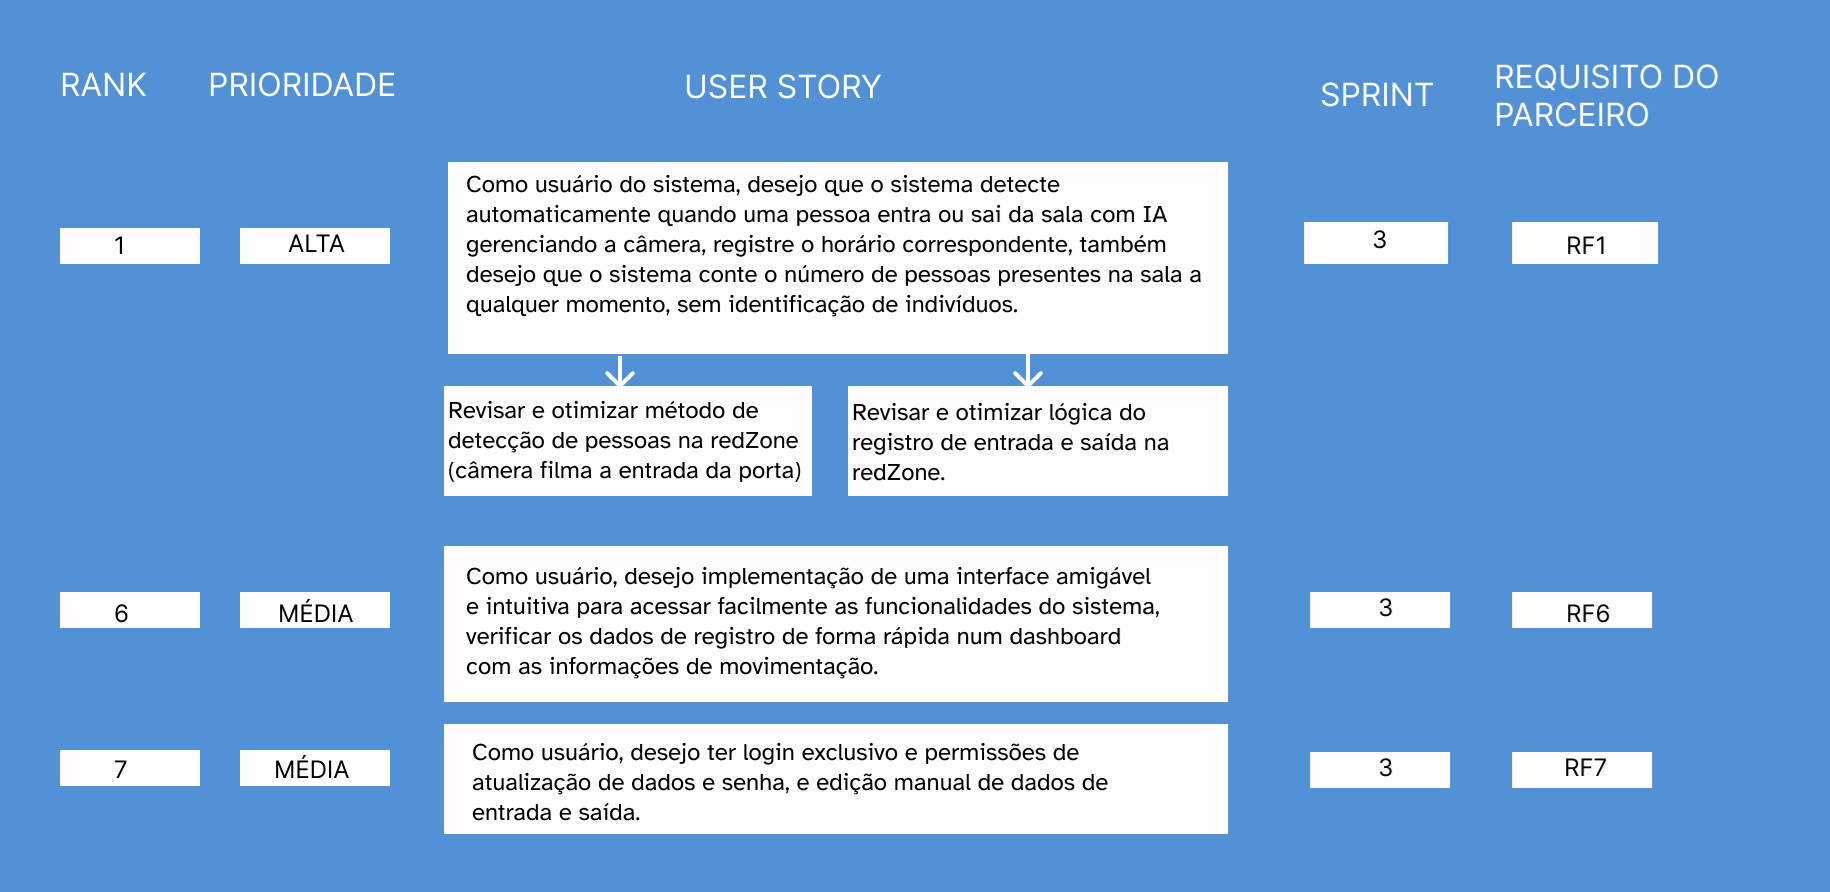 RANK
PRIORIDADE
USER STORY
SPRINT
REQUISITO DO
PARCEIRO
1
ALTA
Como usuário do sistema, desejo que o sistema detecte
automaticamente quando uma pessoa entra ou sai da sala com IA
gerenciando a câmera, registre o horário correspondente, também
desejo que o sistema conte o número de pessoas presentes na sala a
qualquer momento, sem identificação de indivíduos.
3
RF1
Revisar e otimizar método de
detecção de pessoas na redZone
(câmera filma a entrada da porta)
Revisar e otimizar lógica do
registro de entrada e saída na
redZone.
6
MÉDIA
Como usuário, desejo implementação de uma interface amigável
e intuitiva para acessar facilmente as funcionalidades do sistema,
verificar os dados de registro de forma rápida num dashboard
com as informações de movimentação.
3
RF6
7
MÉDIA
Como usuário, desejo ter login exclusivo e permissões de
atualização de dados e senha, e edição manual de dados de
entrada e saída.
3
RF7